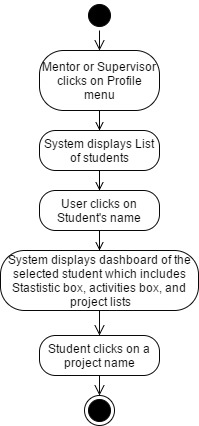 Mentor or Supervisor
clicks on Profile
menu
System displays List
of students
User clicks on
Student's name
System displays dashboard of the
selected student which includes
Stastistic box, activities box, and
project lists
Student clicks on a
project name